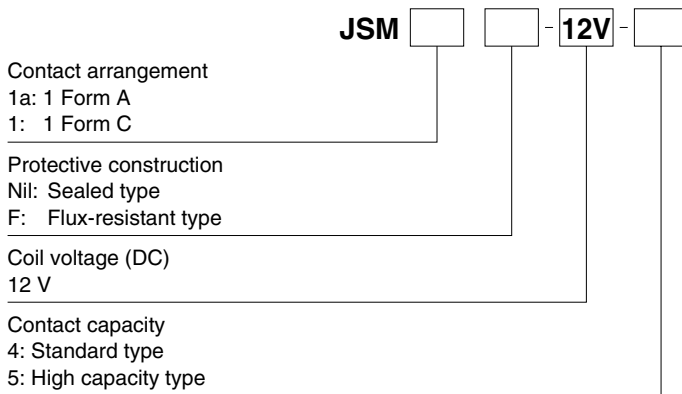 JSM - 12V -
Contact arrangement
1a: 1 Form A
1: 1 Form C
Protective construction
Nil: Sealed type
F: Flux-resistant type
Coil voltage (DC)
12 V
Contact capacity
4: Standard type
5: High capacity type